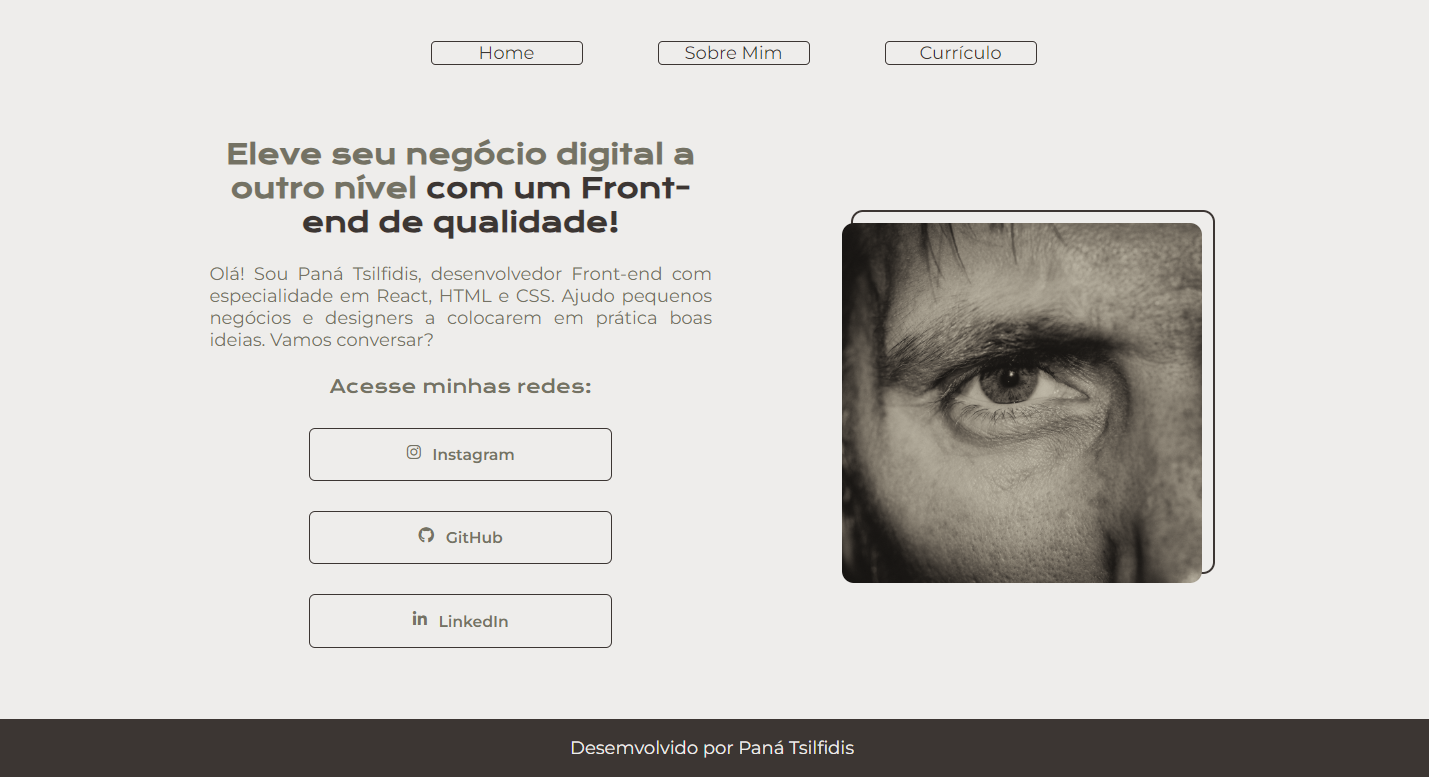 Home
Sobre Mim
Currículo
Eleve seu negócio digital a
outro nível com um Front-
end de qualidade!
Olá! Sou Paná Tsilfidis, desenvolvedor Front-end com
especialidade em React, HTML e CSS. Ajudo pequenos
negócios e designers a colocarem em prática boas
ideias. Vamos conversar?
Acesse minhas redes:
Instagram
GitHub
LinkedIn
Desemvolvido por Paná Tsilfidis